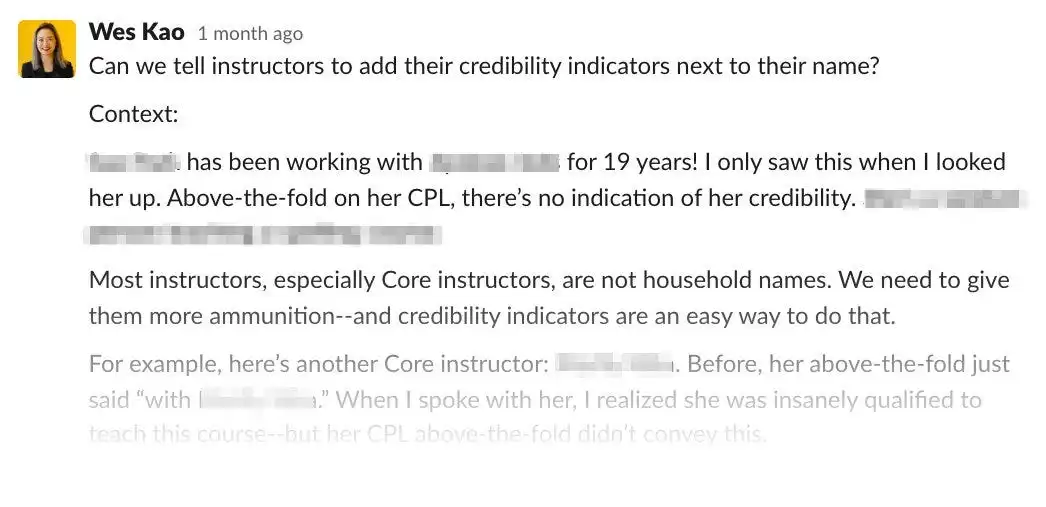 Wes Kao 1 month ago
Can we tell instructors to add their credibility indicators next to their name?
Context:
has been working with for 19 years! I only saw this when I looked
her up. Above-the-fold on her CPL, there’s no indication of her credibility.
Most instructors, especially Core instructors, are not household names. We need to give
them more ammunition--and credibility indicators are an easy way to do that.
For example, here’s another Core instructor: . Before, her above-the-fold just
said “with .” When I spoke with her, I realized she was insanely qualified to
teach this course--but her CPL above-the-fold didn’t convey this.